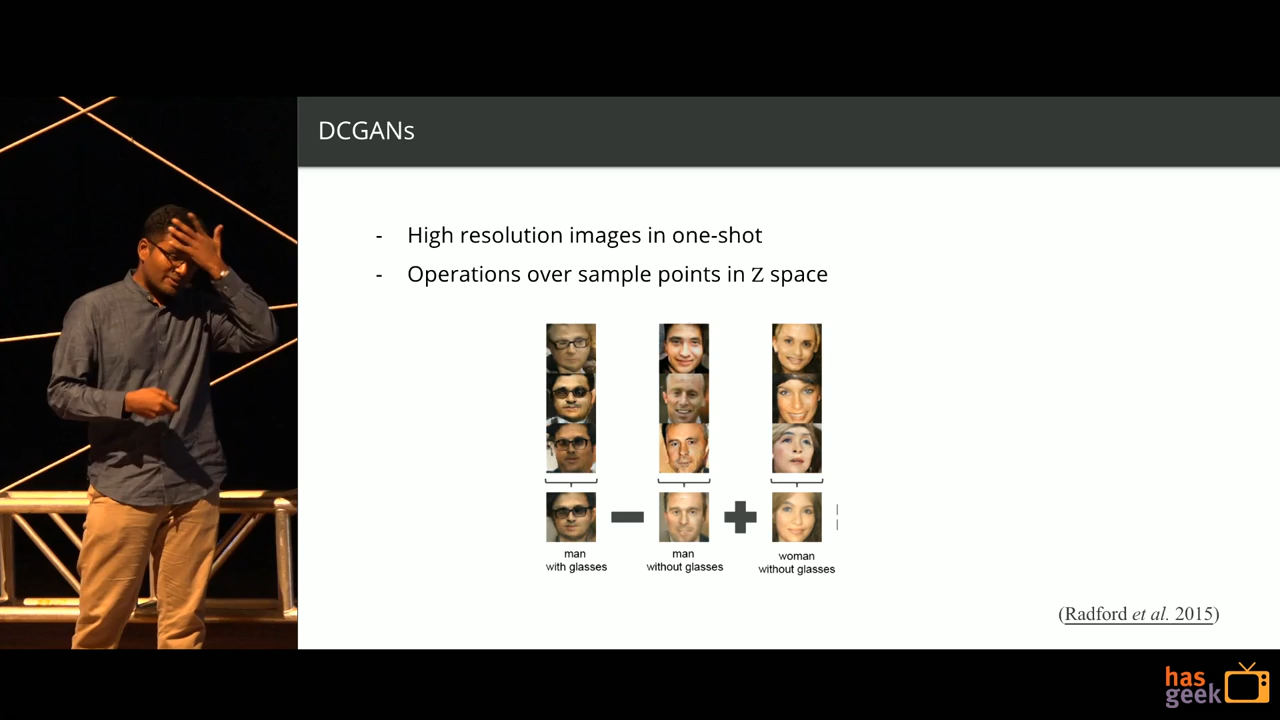 DCGANs
- High resolution images in one-shot
- Operations over sample points in Z space
man
with glasses
man
without glasses
woman
without glasses
(Radford et al. 2015)
has
geek